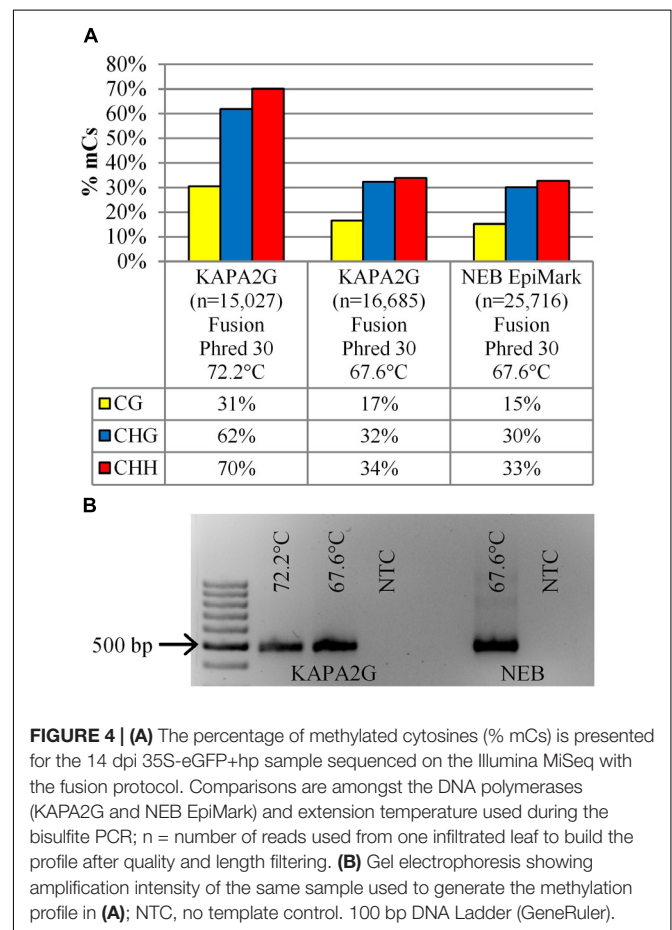 A
80%
70%
60%
50%
40%
30%
20%
10%
0%
% mCs
KAPA2G
(n=15,027)
Fusion
Phred 30
72.2°C
KAPA2G
(n=16,685)
Fusion
Phred 30
67.6°C
NEB EpiMark
(n=25,716)
Fusion
Phred 30
67.6°C
CG 31% 17% 15%
CHG 62% 32% 30%
CHH 70% 34% 33%
B
72.2°C
67.6°C
NTC
67.6°C
NTC
500 bp
KAPA2G NEB
FIGURE 4 | (A) The percentage of methylated cytosines (% mCs) is presented
for the 14 dpi 35S-eGFP+hp sample sequenced on the Illumina MiSeq with
the fusion protocol. Comparisons are amongst the DNA polymerases
(KAPA2G and NEB EpiMark) and extension temperature used during the
bisulfite PCR; n = number of reads used from one infiltrated leaf to build the
profile after quality and length filtering. (B) Gel electrophoresis showing
amplification intensity of the same sample used to generate the methylation
profile in (A); NTC, no template control. 100 bp DNA Ladder (GeneRuler).